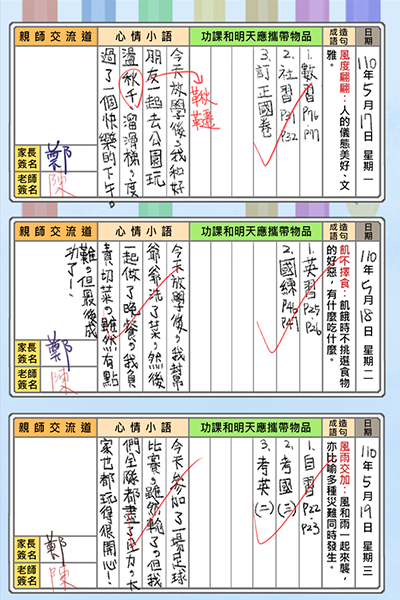 日期
110年5月17日 星期一
成語造句
風度翩翩：人的儀態美好、文
雅。
功課和明天應攜帶物品
1.數習P76 P77
2.社習P31 P32
3.訂正國卷
心情小語
今天放學後，我和好
朋友一起去公園玩
盪秋千、溜滑梯，度
過了一個快樂的下午。
鞦韆
親師交流道
家長簽名
鄭
老師簽名
陳
日期
110年5月18日 星期二
成語造句
飢不擇食：飢餓時不挑選食物
的好惡，有什麼吃什麼。
功課和明天應攜帶物品
1.英習P25、P26
2.國練P40 P41
心情小語
今天放學後，我幫
爺爺洗了菜，然後
一起做了晚餐。我負
責切菜。雖然有點
難，但最後成
功了！
親師交流道
家長簽名
鄭
老師簽名
陳
日期
110年5月19日 星期三
成語造句
風雨交加：風和雨一起來襲，
亦比喻多種災難同時發生。
功課和明天應攜帶物品
1.自習P22 P23
2.考國(三)
3.考英(二)
心情小語
今天參加了一場足球
比賽，雖然輸了，但我
們全隊都盡了全力，大
家也都玩得很開心！
親師交流道
家長簽名
鄭
老師簽名
陳